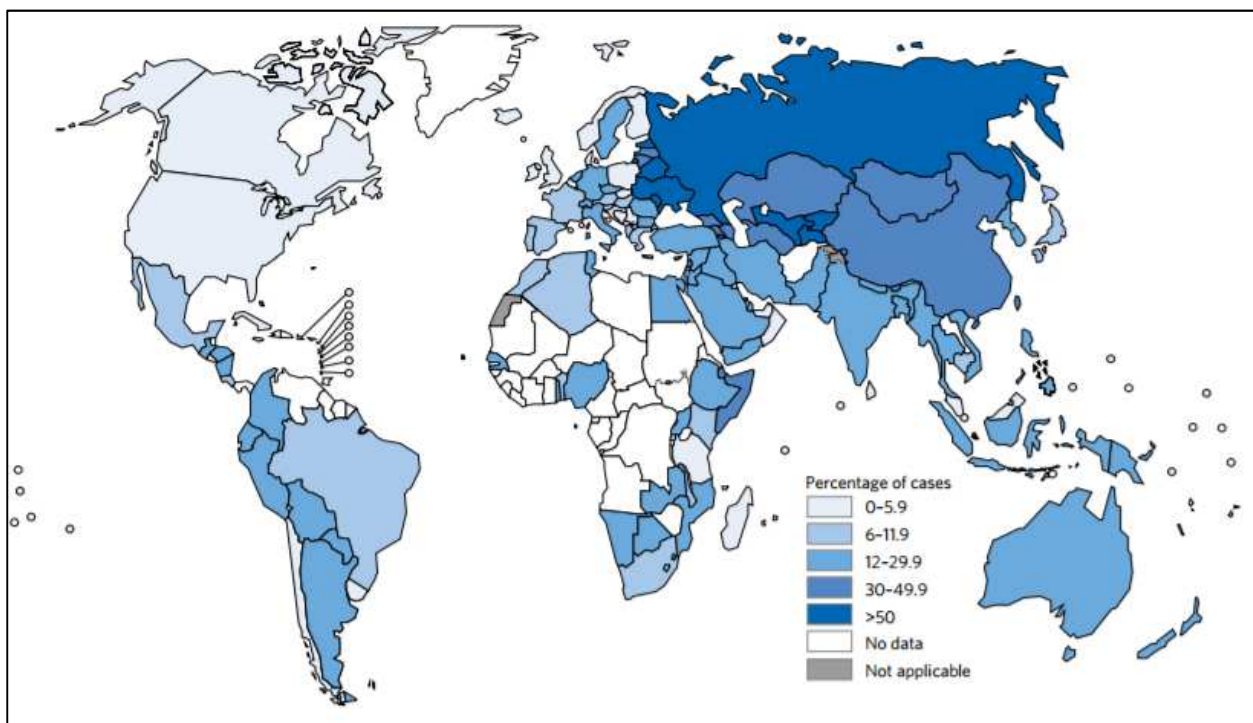 Percentage of cases
0–5.9
6–11.9
12–29.9
30–49.9
>50
No data
Not applicable